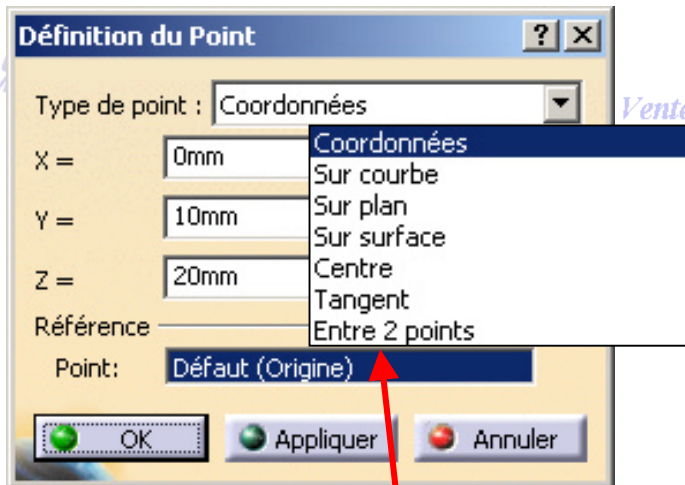 Définition du Point
? X
Type de point : Coordonnées
Vente
Coordonnées
Sur courbe
Sur plan
Sur surface
Centre
Tangent
Entre 2 points
X = 0mm
Y = 10mm
Z = 20mm
Référence
Point: Défaut (Origine)
OK Appliquer Annuler